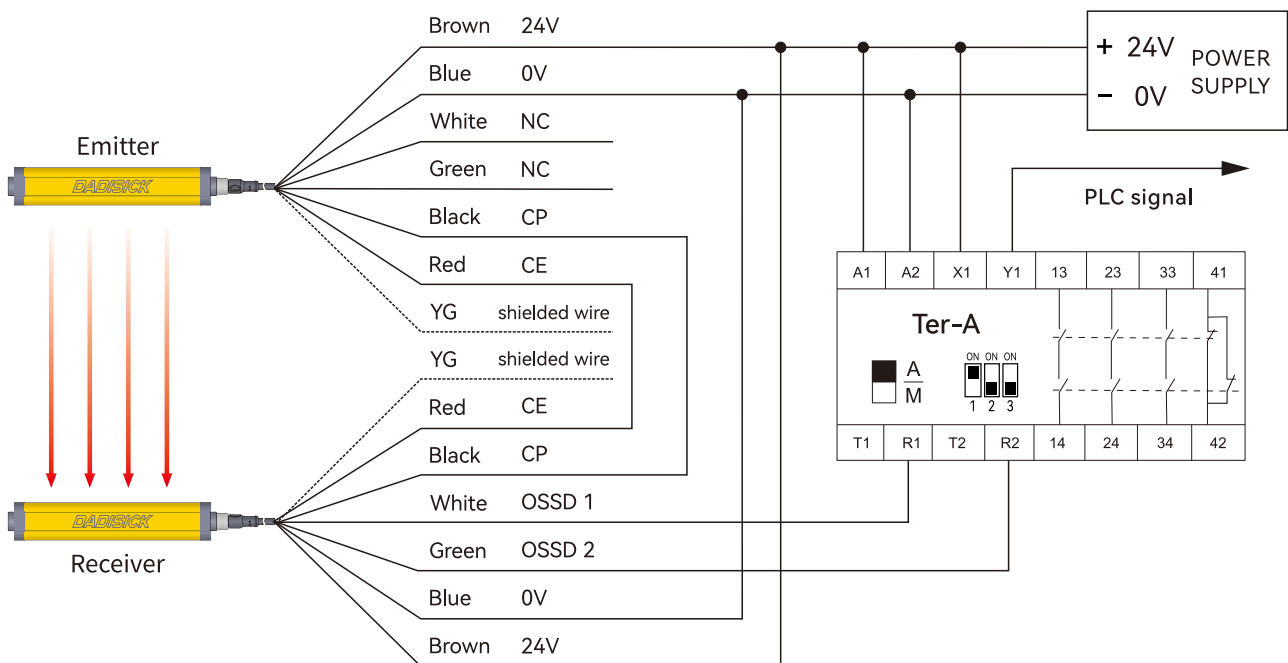 Brown 24V
Blue 0V
White NC
Green NC
Black CP
Red CE
YG shielded wire
YG shielded wire
Red CE
Black CP
White OSSD 1
Green OSSD 2
Blue 0V
Brown 24V
Emitter
DADISICK
DADISICK
Receiver
+ 24V
- 0V
POWER
SUPPLY
PLC signal
A1 A2 X1 Y1 13 23 33 41
Ter-A
A
M
ON ON ON
1 2 3
T1 R1 T2 R2 14 24 34 42